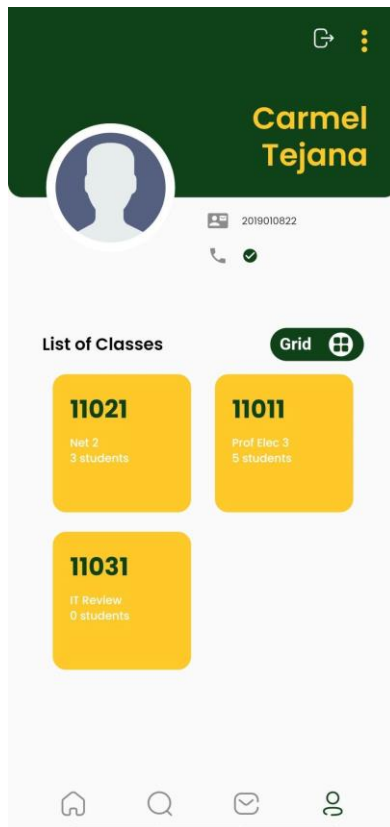 Carmel
Tejana
2019010822
List of Classes
Grid
11021
Net 2
3 students
11011
Prof Elec 3
5 students
11031
IT Review
0 students